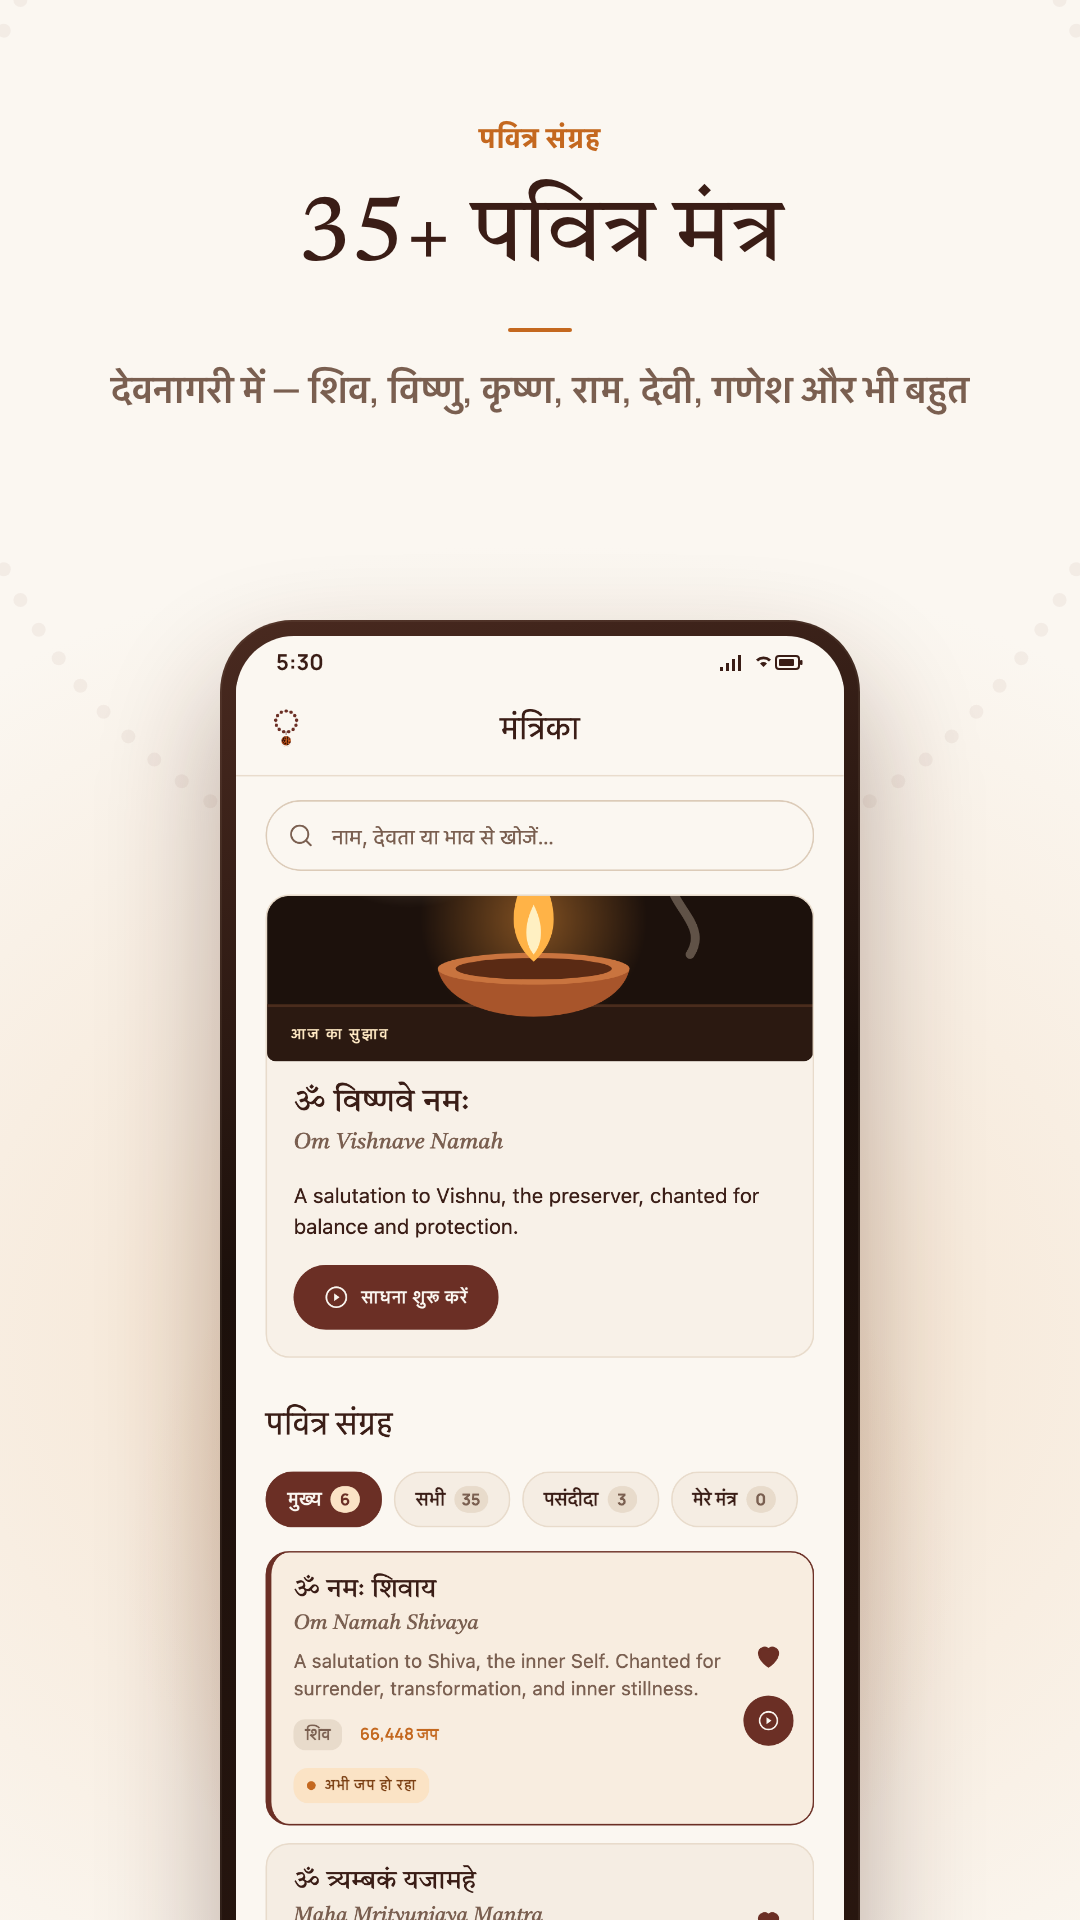 पवित्र संग्रह
35+ पवित्र मंत्र
देवनागरी में — शिव, विष्णु, कृष्ण, राम, देवी, गणेश और भी बहुत
5:30
मंत्रिका
नाम, देवता या भाव से खोजें...
आज का सुझाव
ॐ विष्णवे नमः
Om Vishnave Namah
A salutation to Vishnu, the preserver, chanted for
balance and protection.
साधना शुरू करें
पवित्र संग्रह
मुख्य 6 सभी 35 पसंदीदा 3 मेरे मंत्र 0
ॐ नमः शिवाय
Om Namah Shivaya
A salutation to Shiva, the inner Self. Chanted for
surrender, transformation, and inner stillness.
शिव 66,448 जप
अभी जप हो रहा
ॐ त्र्यम्बकं यजामहे
Maha Mrityunjaya Mantra